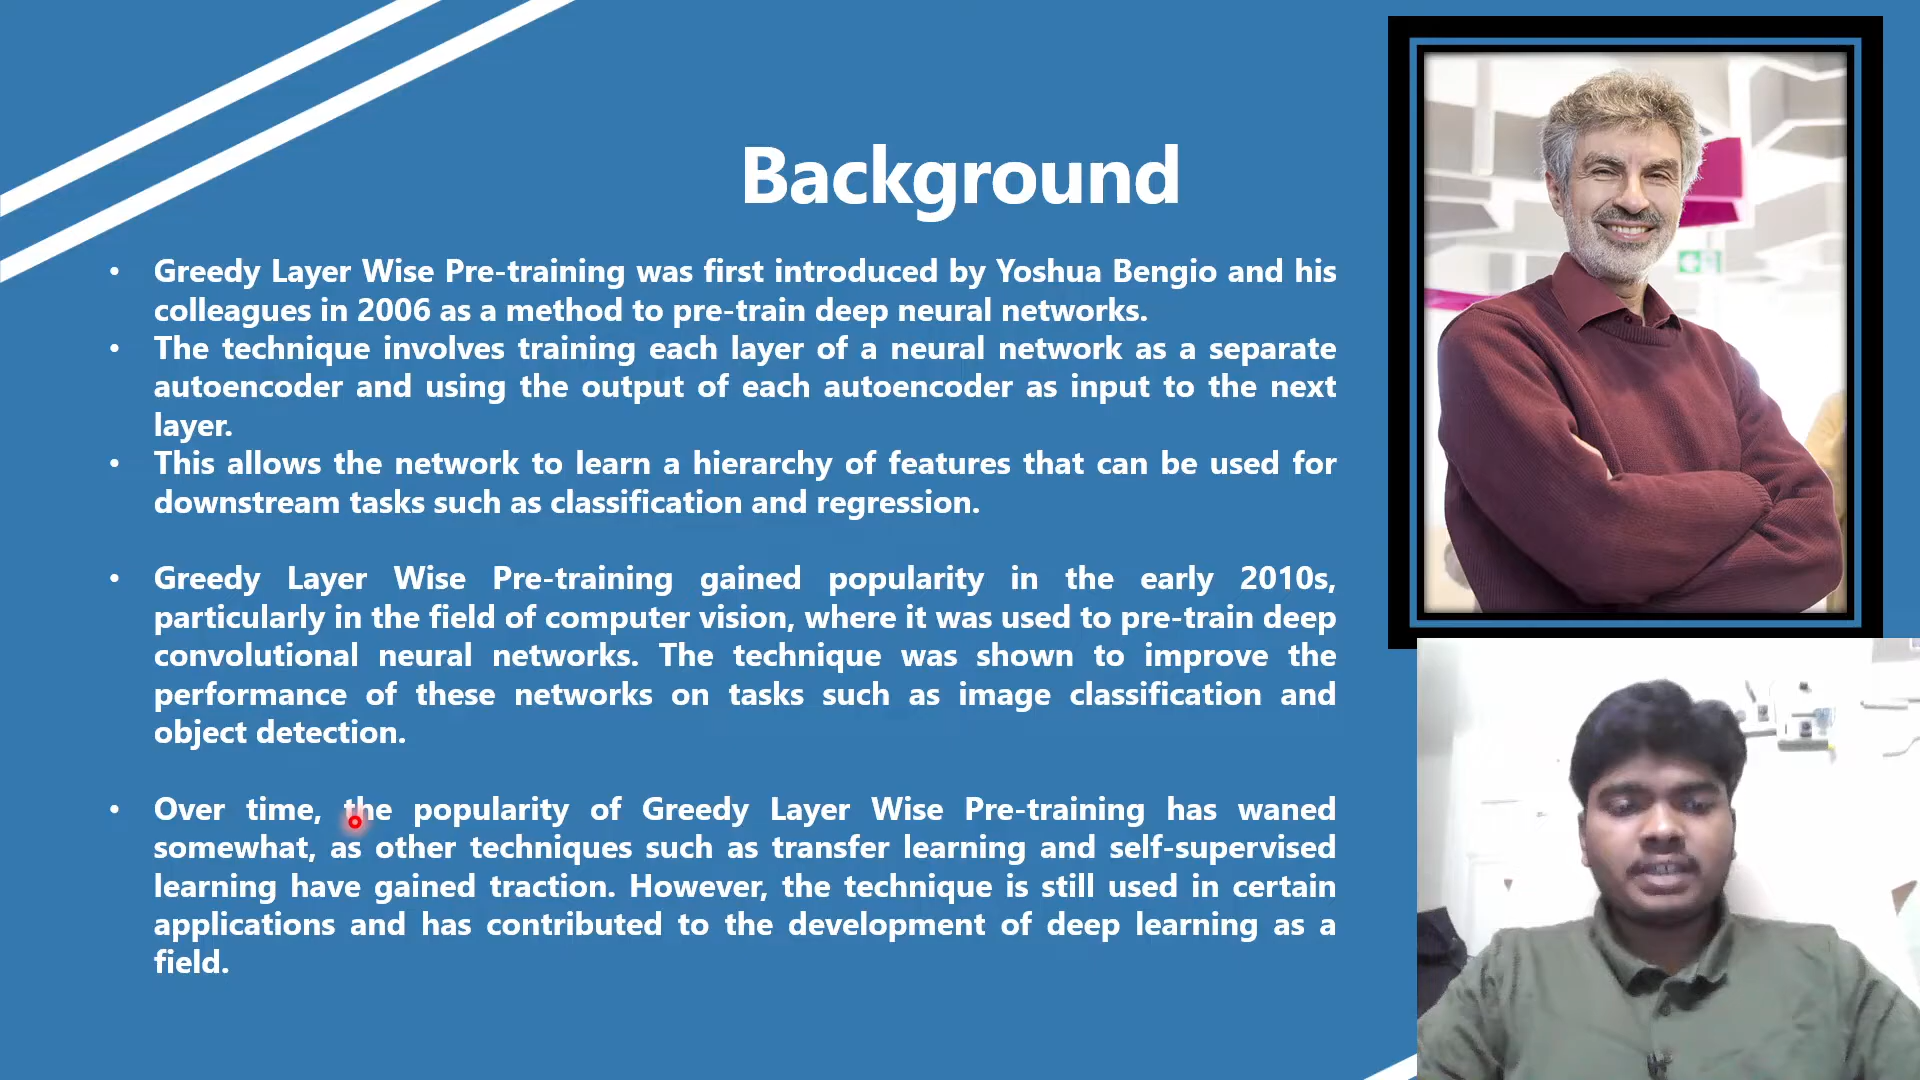 Background
• Greedy Layer Wise Pre-training was first introduced by Yoshua Bengio and his
colleagues in 2006 as a method to pre-train deep neural networks.
• The technique involves training each layer of a neural network as a separate
autoencoder and using the output of each autoencoder as input to the next
layer.
• This allows the network to learn a hierarchy of features that can be used for
downstream tasks such as classification and regression.
• Greedy Layer Wise Pre-training gained popularity in the early 2010s,
particularly in the field of computer vision, where it was used to pre-train deep
convolutional neural networks. The technique was shown to improve the
performance of these networks on tasks such as image classification and
object detection.
• Over time, the popularity of Greedy Layer Wise Pre-training has waned
somewhat, as other techniques such as transfer learning and self-supervised
learning have gained traction. However, the technique is still used in certain
applications and has contributed to the development of deep learning as a
field.